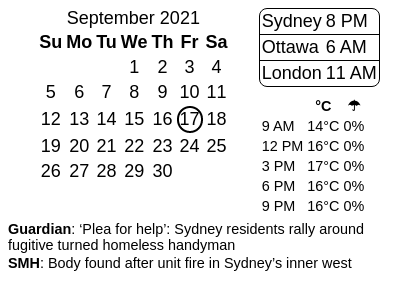 September 2021
Su Mo Tu We Th Fr Sa
1 2 3 4
5 6 7 8 9 10 11
12 13 14 15 16 17 18
19 20 21 22 23 24 25
26 27 28 29 30
Sydney 8 PM
Ottawa 6 AM
London 11 AM
°C ☂
9 AM 14°C 0%
12 PM 16°C 0%
3 PM 17°C 0%
6 PM 16°C 0%
9 PM 16°C 0%
Guardian: ‘Plea for help’: Sydney residents rally around
fugitive turned homeless handyman
SMH: Body found after unit fire in Sydney’s inner west